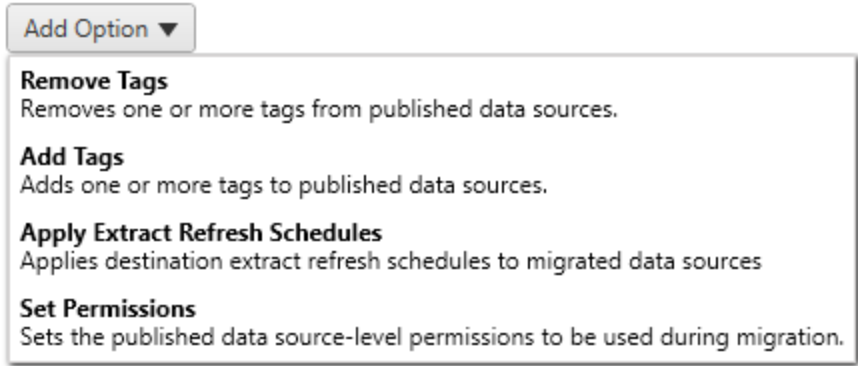 Add Option
Remove Tags
Removes one or more tags from published data sources.
Add Tags
Adds one or more tags to published data sources.
Apply Extract Refresh Schedules
Applies destination extract refresh schedules to migrated data sources
Set Permissions
Sets the published data source-level permissions to be used during migration.